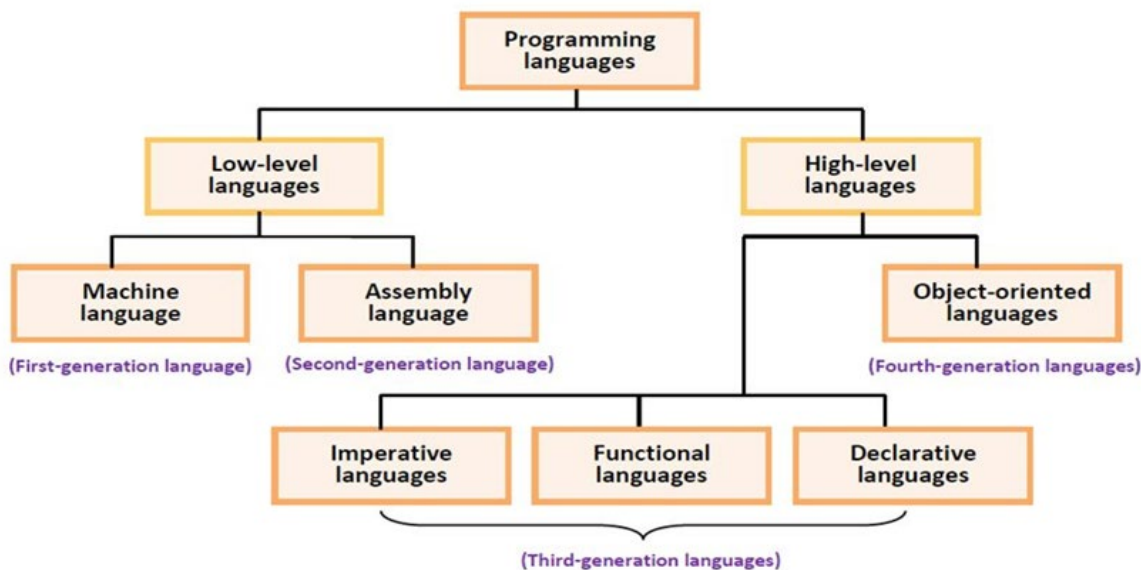 Programming
languages
Low-level
languages
High-level
languages
Machine
language
Assembly
language
Object-oriented
languages
(First-generation language)
(Second-generation language)
(Fourth-generation languages)
Imperative
languages
Functional
languages
Declarative
languages
(Third-generation languages)